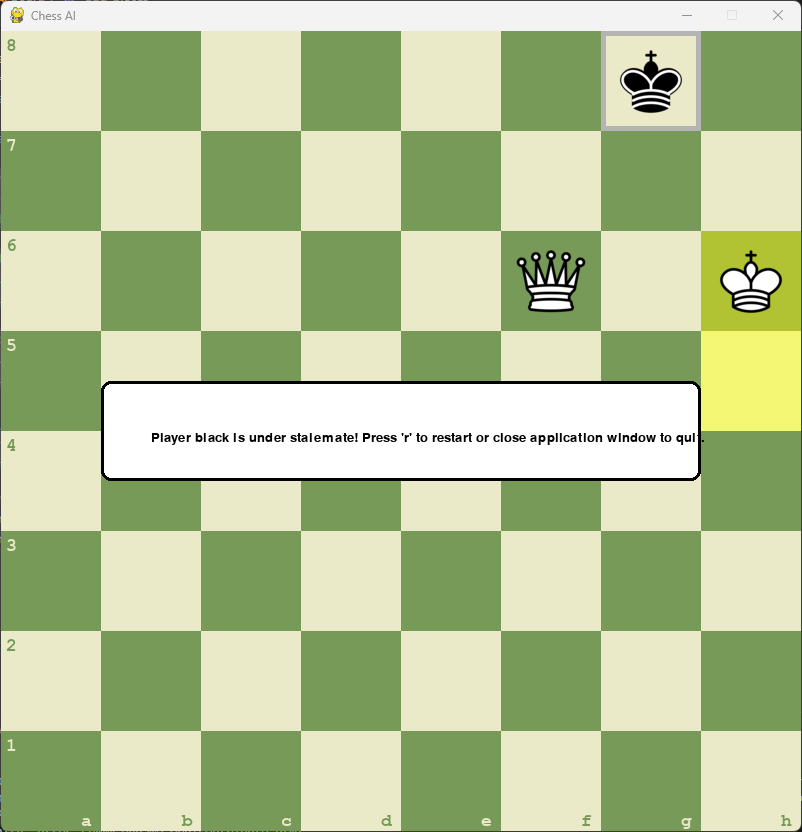 Chess AI
8
7
6
5
Player black is under stalemate! Press 'r' to restart or close application window to quit.
4
3
2
1
a b c d e f g h